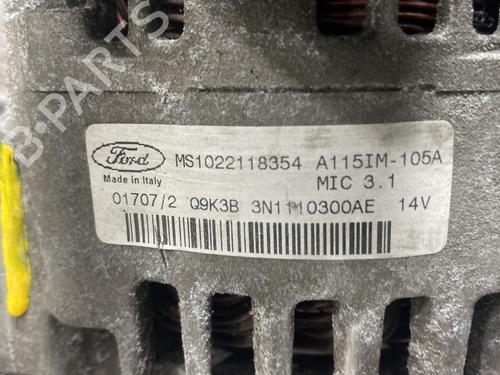 B-PARTS
Ford MS1022118354 A115IM-105A
Made in Italy MIC 3.1
01707/2 Q9K3B 3N1110300AE 14V